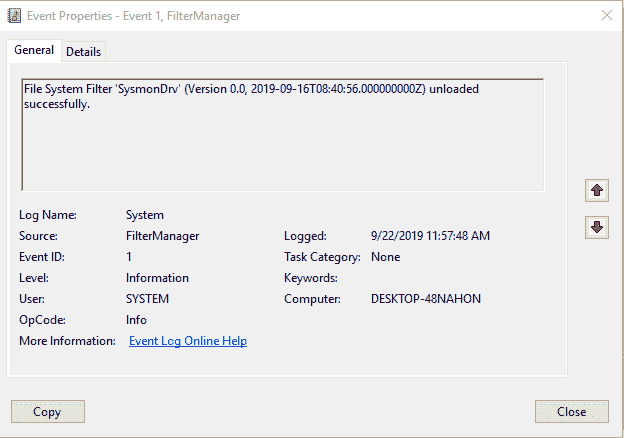 Event Properties - Event 1, FilterManager
General
Details
File System Filter 'SysmonDrv' (Version 0.0, 2019-09-16T08:40:56.000000000Z) unloaded
successfully.
Log Name: System
Source: FilterManager Logged: 9/22/2019 11:57:48 AM
Event ID: 1 Task Category: None
Level: Information Keywords:
User: SYSTEM Computer: DESKTOP-48NAHON
OpCode: Info
More Information: Event Log Online Help
Copy
Close